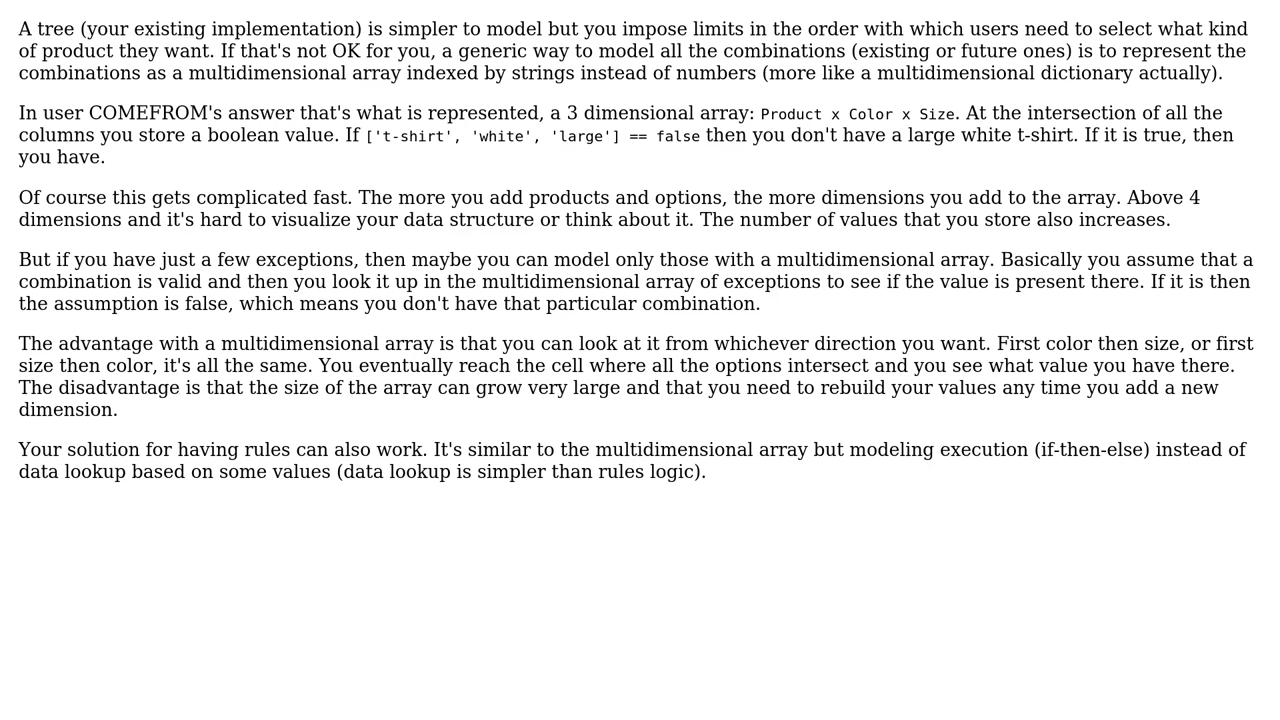 A tree (your existing implementation) is simpler to model but you impose limits in the order with which users need to select what kind
of product they want. If that's not OK for you, a generic way to model all the combinations (existing or future ones) is to represent the
combinations as a multidimensional array indexed by strings instead of numbers (more like a multidimensional dictionary actually).
In user COMEFROM's answer that's what is represented, a 3 dimensional array: Product x Color x Size. At the intersection of all the
columns you store a boolean value. If ['t-shirt', 'white', 'large'] == false then you don't have a large white t-shirt. If it is true, then
you have.
Of course this gets complicated fast. The more you add products and options, the more dimensions you add to the array. Above 4
dimensions and it's hard to visualize your data structure or think about it. The number of values that you store also increases.
But if you have just a few exceptions, then maybe you can model only those with a multidimensional array. Basically you assume that a
combination is valid and then you look it up in the multidimensional array of exceptions to see if the value is present there. If it is then
the assumption is false, which means you don't have that particular combination.
The advantage with a multidimensional array is that you can look at it from whichever direction you want. First color then size, or first
size then color, it's all the same. You eventually reach the cell where all the options intersect and you see what value you have there.
The disadvantage is that the size of the array can grow very large and that you need to rebuild your values any time you add a new
dimension.
Your solution for having rules can also work. It's similar to the multidimensional array but modeling execution (if-then-else) instead of
data lookup based on some values (data lookup is simpler than rules logic).